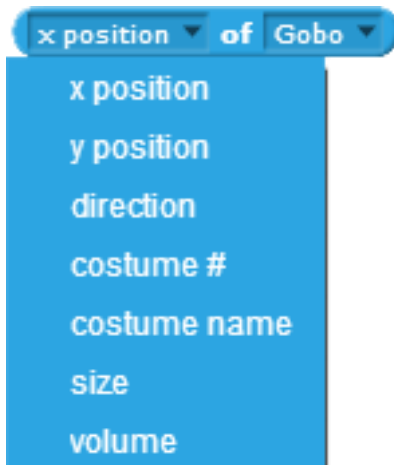 x position of Gobo
x position
y position
direction
costume #
costume name
size
volume